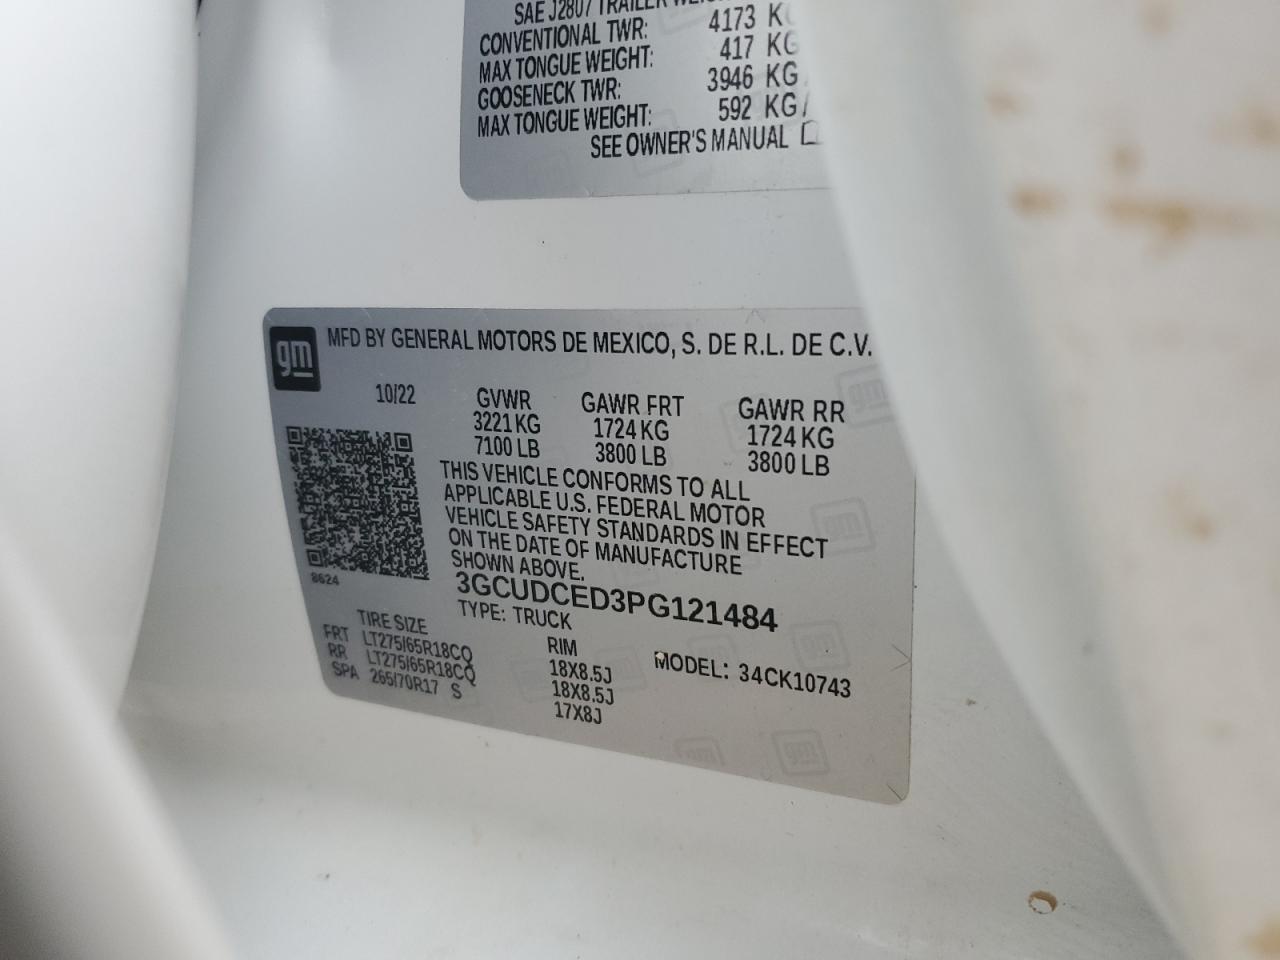 SAE J2807 TRAILER
CONVENTIONAL TWR: 4173 K
MAX TONGUE WEIGHT: 417 KG
GOOSENECK TWR: 3946 KG
MAX TONGUE WEIGHT: 592 KG/
SEE OWNER'S MANUAL
gm
MFD BY GENERAL MOTORS DE MEXICO, S. DE R.L. DE C.V.
10/22 GVWR GAWR FRT GAWR RR
3221 KG 1724 KG 1724 KG
7100 LB 3800 LB 3800 LB
THIS VEHICLE CONFORMS TO ALL
APPLICABLE U.S. FEDERAL MOTOR
VEHICLE SAFETY STANDARDS IN EFFECT
ON THE DATE OF MANUFACTURE
SHOWN ABOVE.
8624
3GCUDCED3PG121484
TYPE: TRUCK
TIRE SIZE RIM MODEL: 34CK10743
FRT LT275/65R18CQ 18X8.5J
RR LT275/65R18CQ 18X8.5J
SPA 265/70R17 S 17X8J